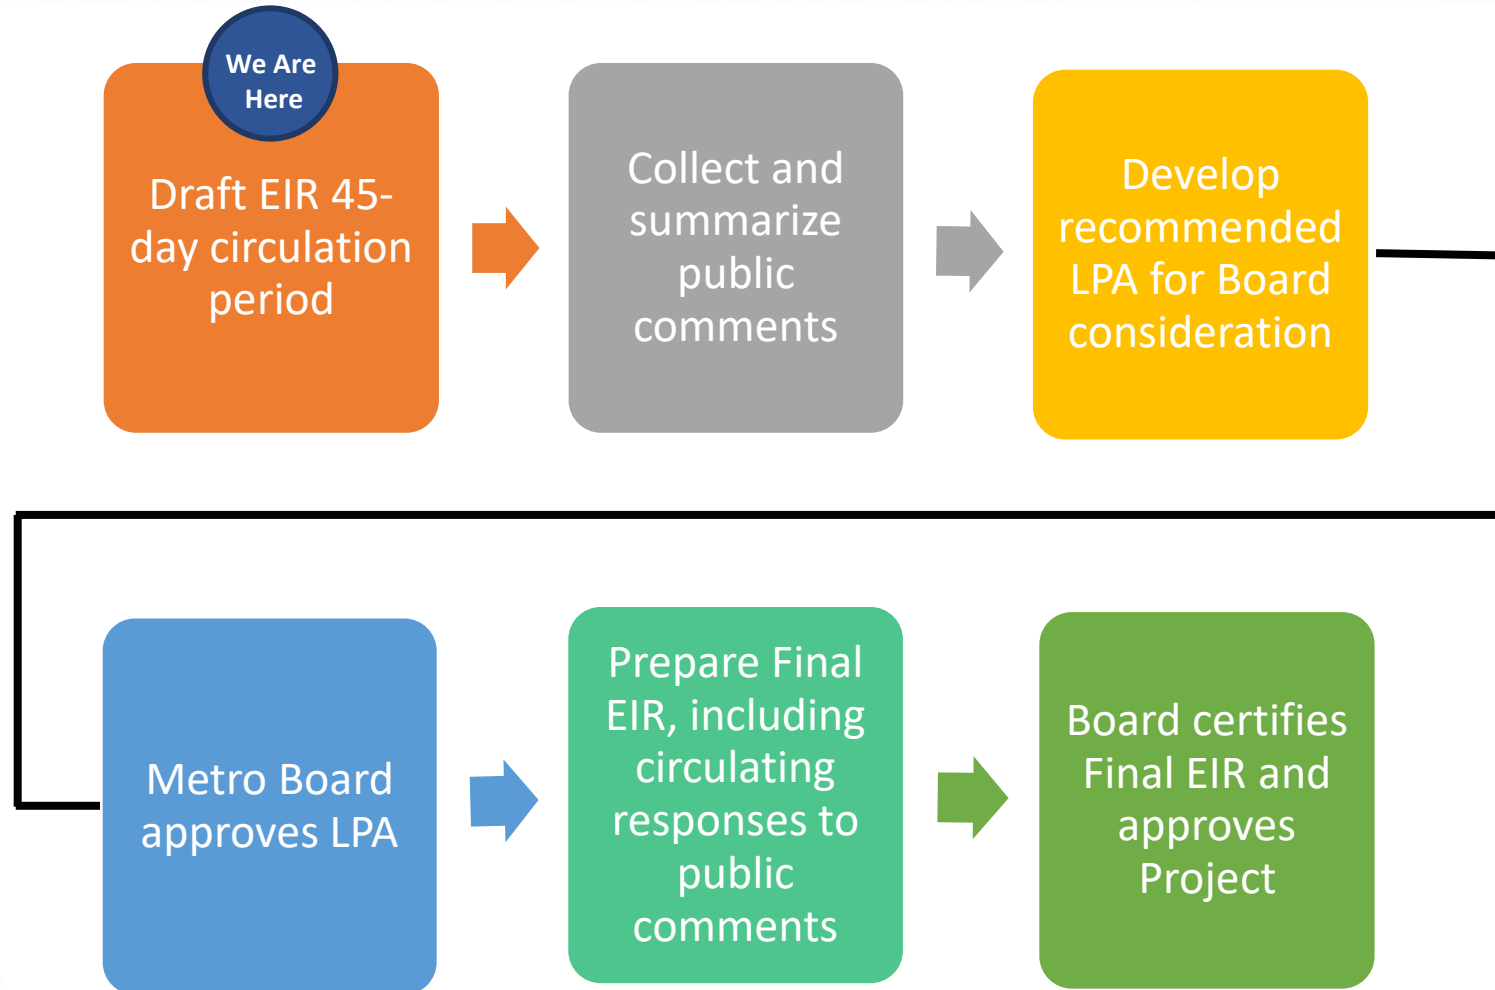 We Are
Here
Draft EIR 45-
day circulation
period
Collect and
summarize
public
comments
Develop
recommended
LPA for Board
consideration
Metro Board
approves LPA
Prepare Final
EIR, including
circulating
responses to
public
comments
Board certifies
Final EIR and
approves
Project